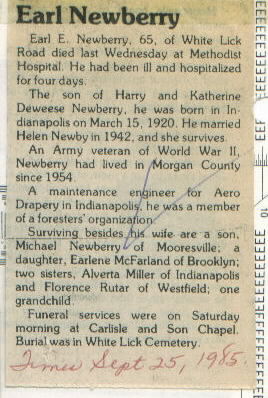 Earl Newberry
Earl E. Newberry, 65, of White Lick
Road died last Wednesday at Methodist
Hospital. He had been ill and hospitalized
for four days.
The son of Harry and Katherine
Deweese Newberry, he was born in In-
dianapolis on March 15, 1920. He married
Helen Newby in 1942, and she survives.
An Army veteran of World War II,
Newberry had lived in Morgan County
since 1954.
A maintenance engineer for Aero
Drapery in Indianapolis, he was a member
of a foresters' organization.
Surviving besides his wife are a son,
Michael Newberry of Mooresville; a
daughter, Earlene McFarland of Brooklyn;
two sisters, Alverta Miller of Indianapolis
and Florence Rutar of Westfield; one
grandchild.
Funeral services were on Saturday
morning at Carlisle and Son Chapel.
Burial was in White Lick Cemetery.
Times Sept 25, 1985.